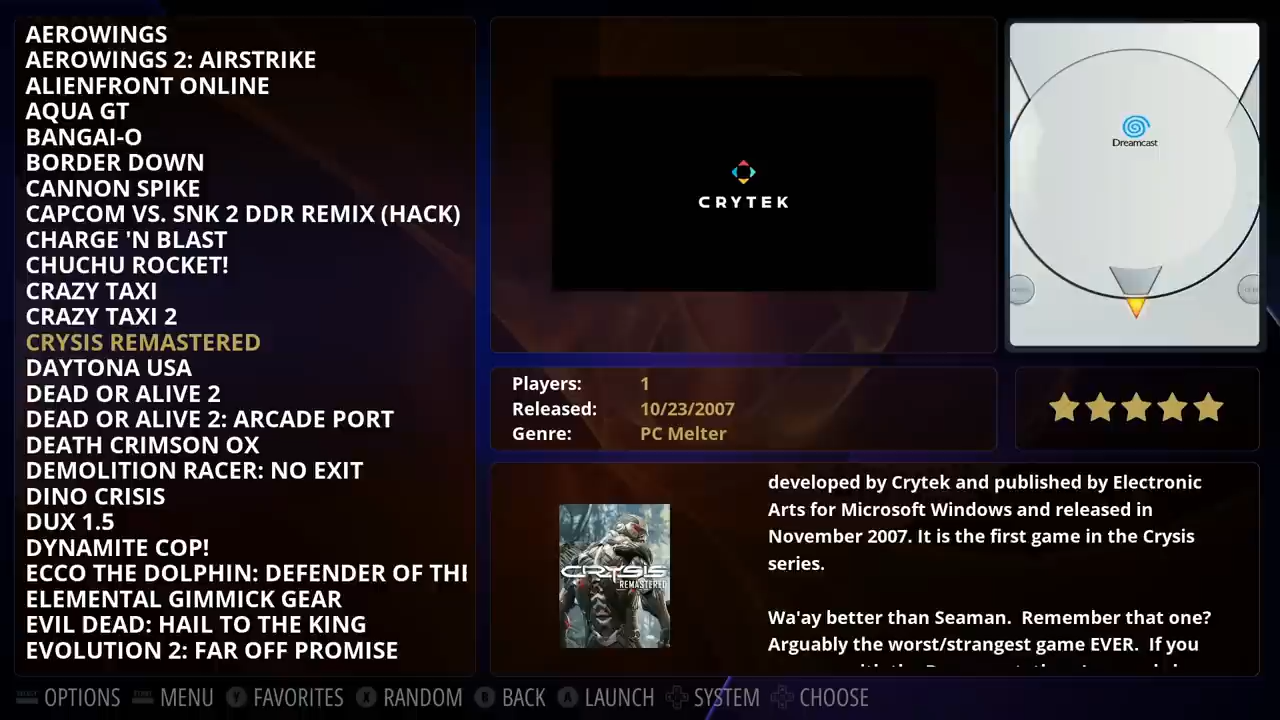 AEROWINGS
AEROWINGS 2: AIRSTRIKE
ALIENFRONT ONLINE
AQUA GT
BANGAI-O
BORDER DOWN
CANNON SPIKE
CAPCOM VS. SNK 2 DDR REMIX (HACK)
CHARGE 'N BLAST
CHUCHU ROCKET!
CRAZY TAXI
CRAZY TAXI 2
CRYSIS REMASTERED
DAYTONA USA
DEAD OR ALIVE 2
DEAD OR ALIVE 2: ARCADE PORT
DEATH CRIMSON OX
DEMOLITION RACER: NO EXIT
DINO CRISIS
DUX 1.5
DYNAMITE COP!
ECCO THE DOLPHIN: DEFENDER OF THE
ELEMENTAL GIMMICK GEAR
EVIL DEAD: HAIL TO THE KING
EVOLUTION 2: FAR OFF PROMISE
CRYTEK
Dreamcast
Players: 1
Released: 10/23/2007
Genre: PC Melter
CRYSIS
REMASTERED
developed by Crytek and published by Electronic
Arts for Microsoft Windows and released in
November 2007. It is the first game in the Crysis
series.
Wa'ay better than Seaman. Remember that one?
Arguably the worst/strangest game EVER. If you
OPTIONS MENU Y FAVORITES X RANDOM B BACK A LAUNCH SYSTEM CHOOSE